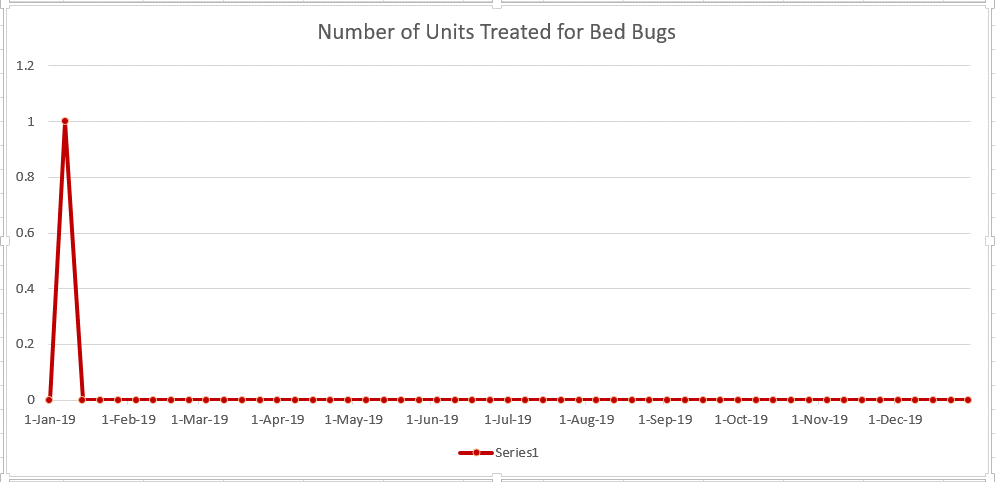 Number of Units Treated for Bed Bugs
1.2
1
0.8
0.6
0.4
0.2
0
1-Jan-19 1-Feb-19 1-Mar-19 1-Apr-19 1-May-19 1-Jun-19 1-Jul-19 1-Aug-19 1-Sep-19 1-Oct-19 1-Nov-19 1-Dec-19
Series1